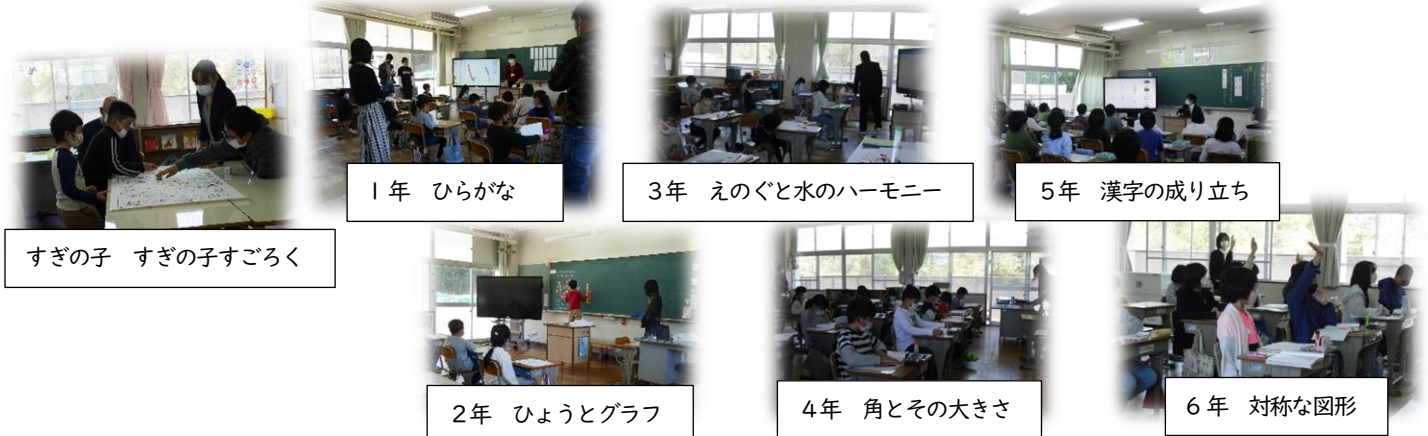 すぎの子　すぎの子すごろく
１年　ひらがな
２年　ひょうとグラフ
３年　えのぐと水のハーモニー
４年　角とその大きさ
５年　漢字の成り立ち
６年　対称な図形